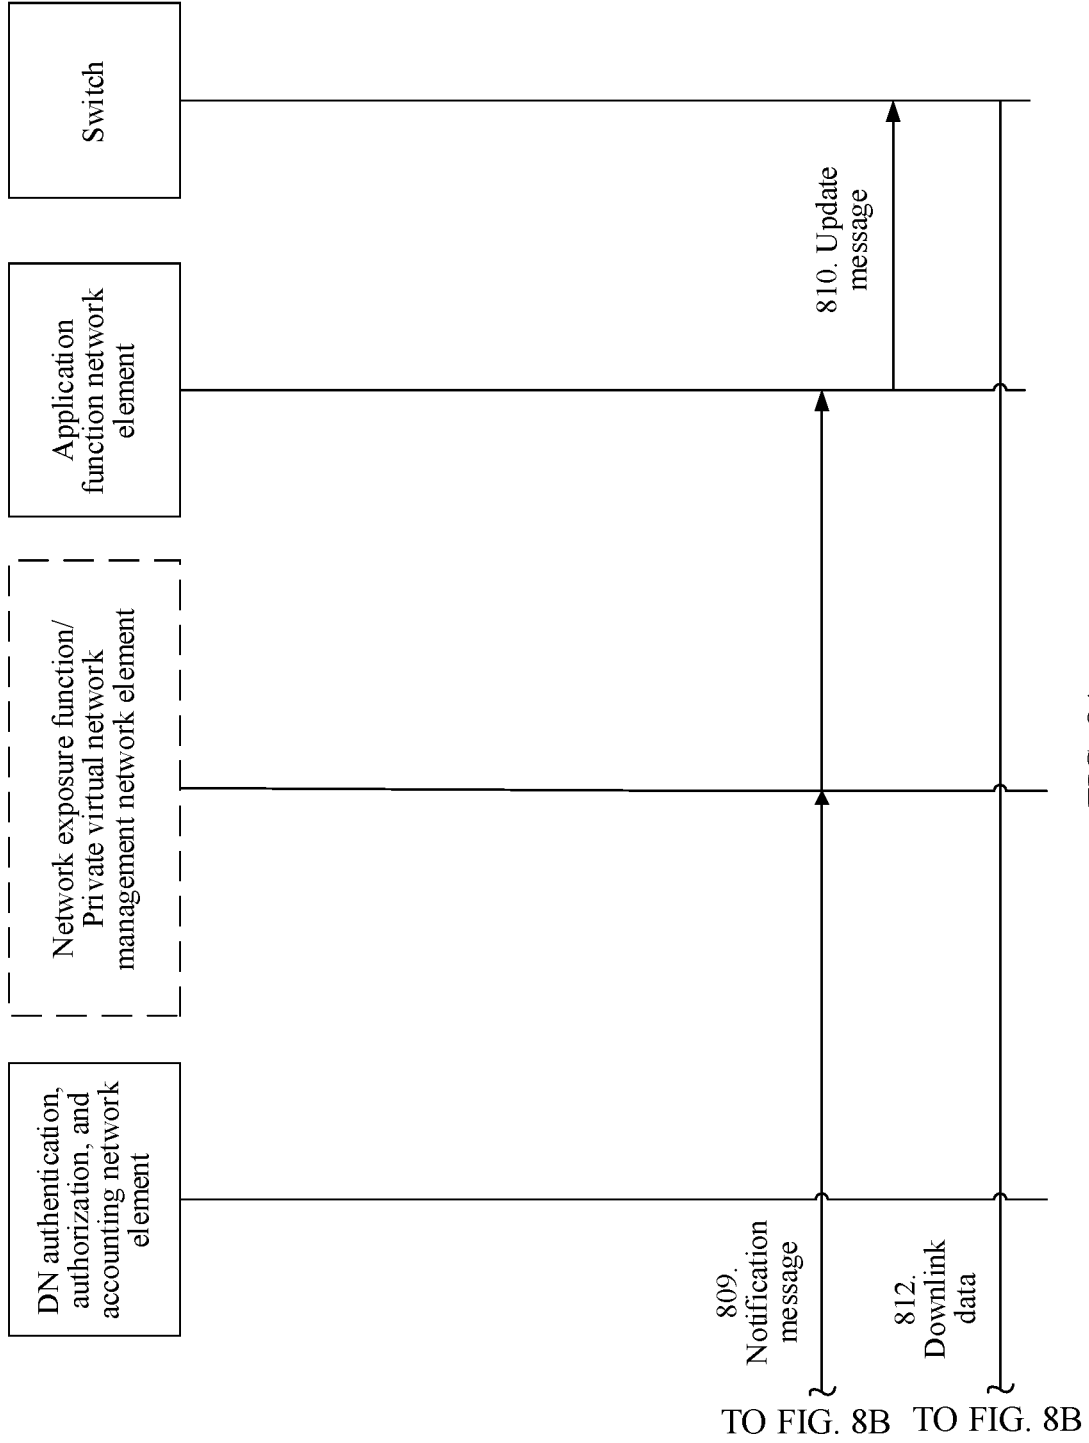 DN authentication,
authorization, and
accounting network
element
Network exposure function/
Private virtual network
management network element
Application
function network
element
Switch
809.
Notification
message
810. Update
message
812.
Downlink
data
TO FIG. 8B
TO FIG. 8B